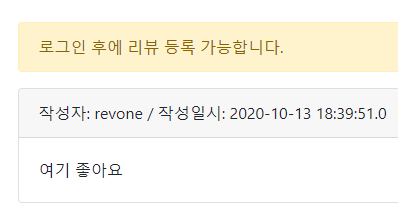 로그인 후에 리뷰 등록 가능합니다.
작성자: revone / 작성일시: 2020-10-13 18:39:51.0
여기 좋아요